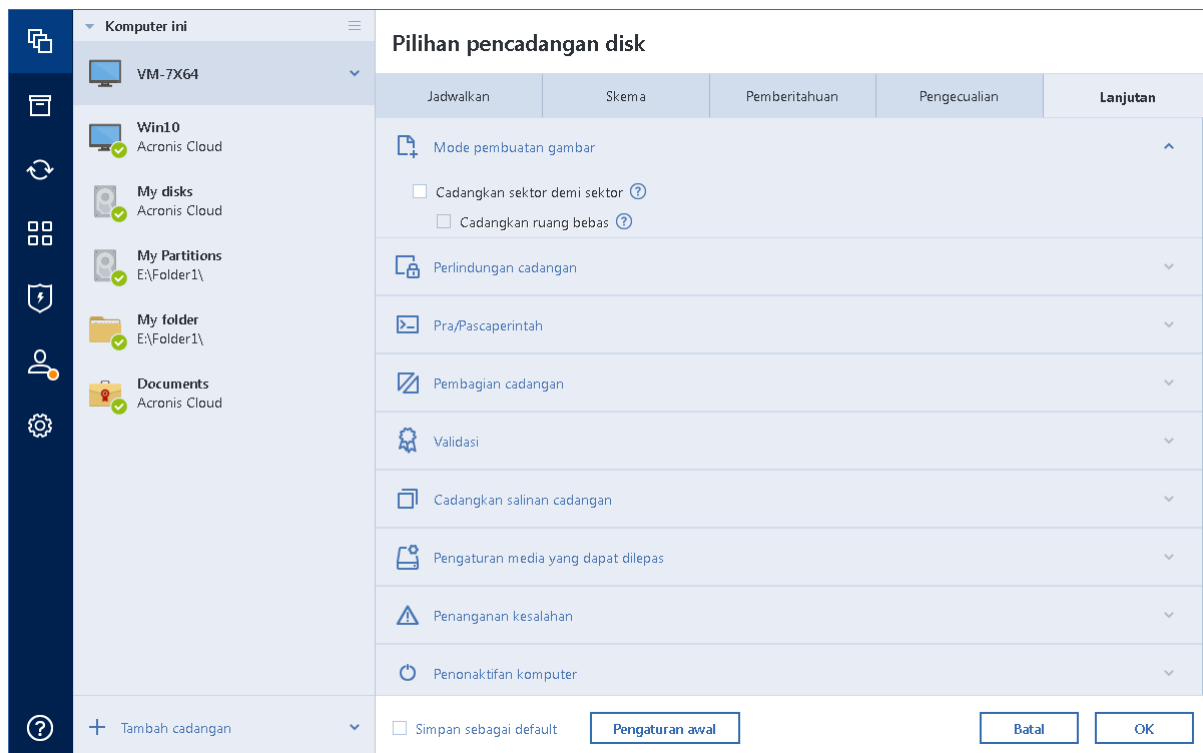 Komputer ini
VM-7X64
Win10
Acronis Cloud
My disks
Acronis Cloud
My Partitions
E:\Folder1\
My folder
E:\Folder1\
Documents
Acronis Cloud
Tambah cadangan
Pilihan pencadangan disk
Jadwalkan
Skema
Pemberitahuan
Pengecualian
Lanjutan
Mode pembuatan gambar
Cadangkan sektor demi sektor ?
Cadangkan ruang bebas ?
Perlindungan cadangan
Pra/Pascaperintah
Pembagian cadangan
Validasi
Cadangkan salinan cadangan
Pengaturan media yang dapat dilepas
Penanganan kesalahan
Penonaktifan komputer
Simpan sebagai default
Pengaturan awal
Batal
OK